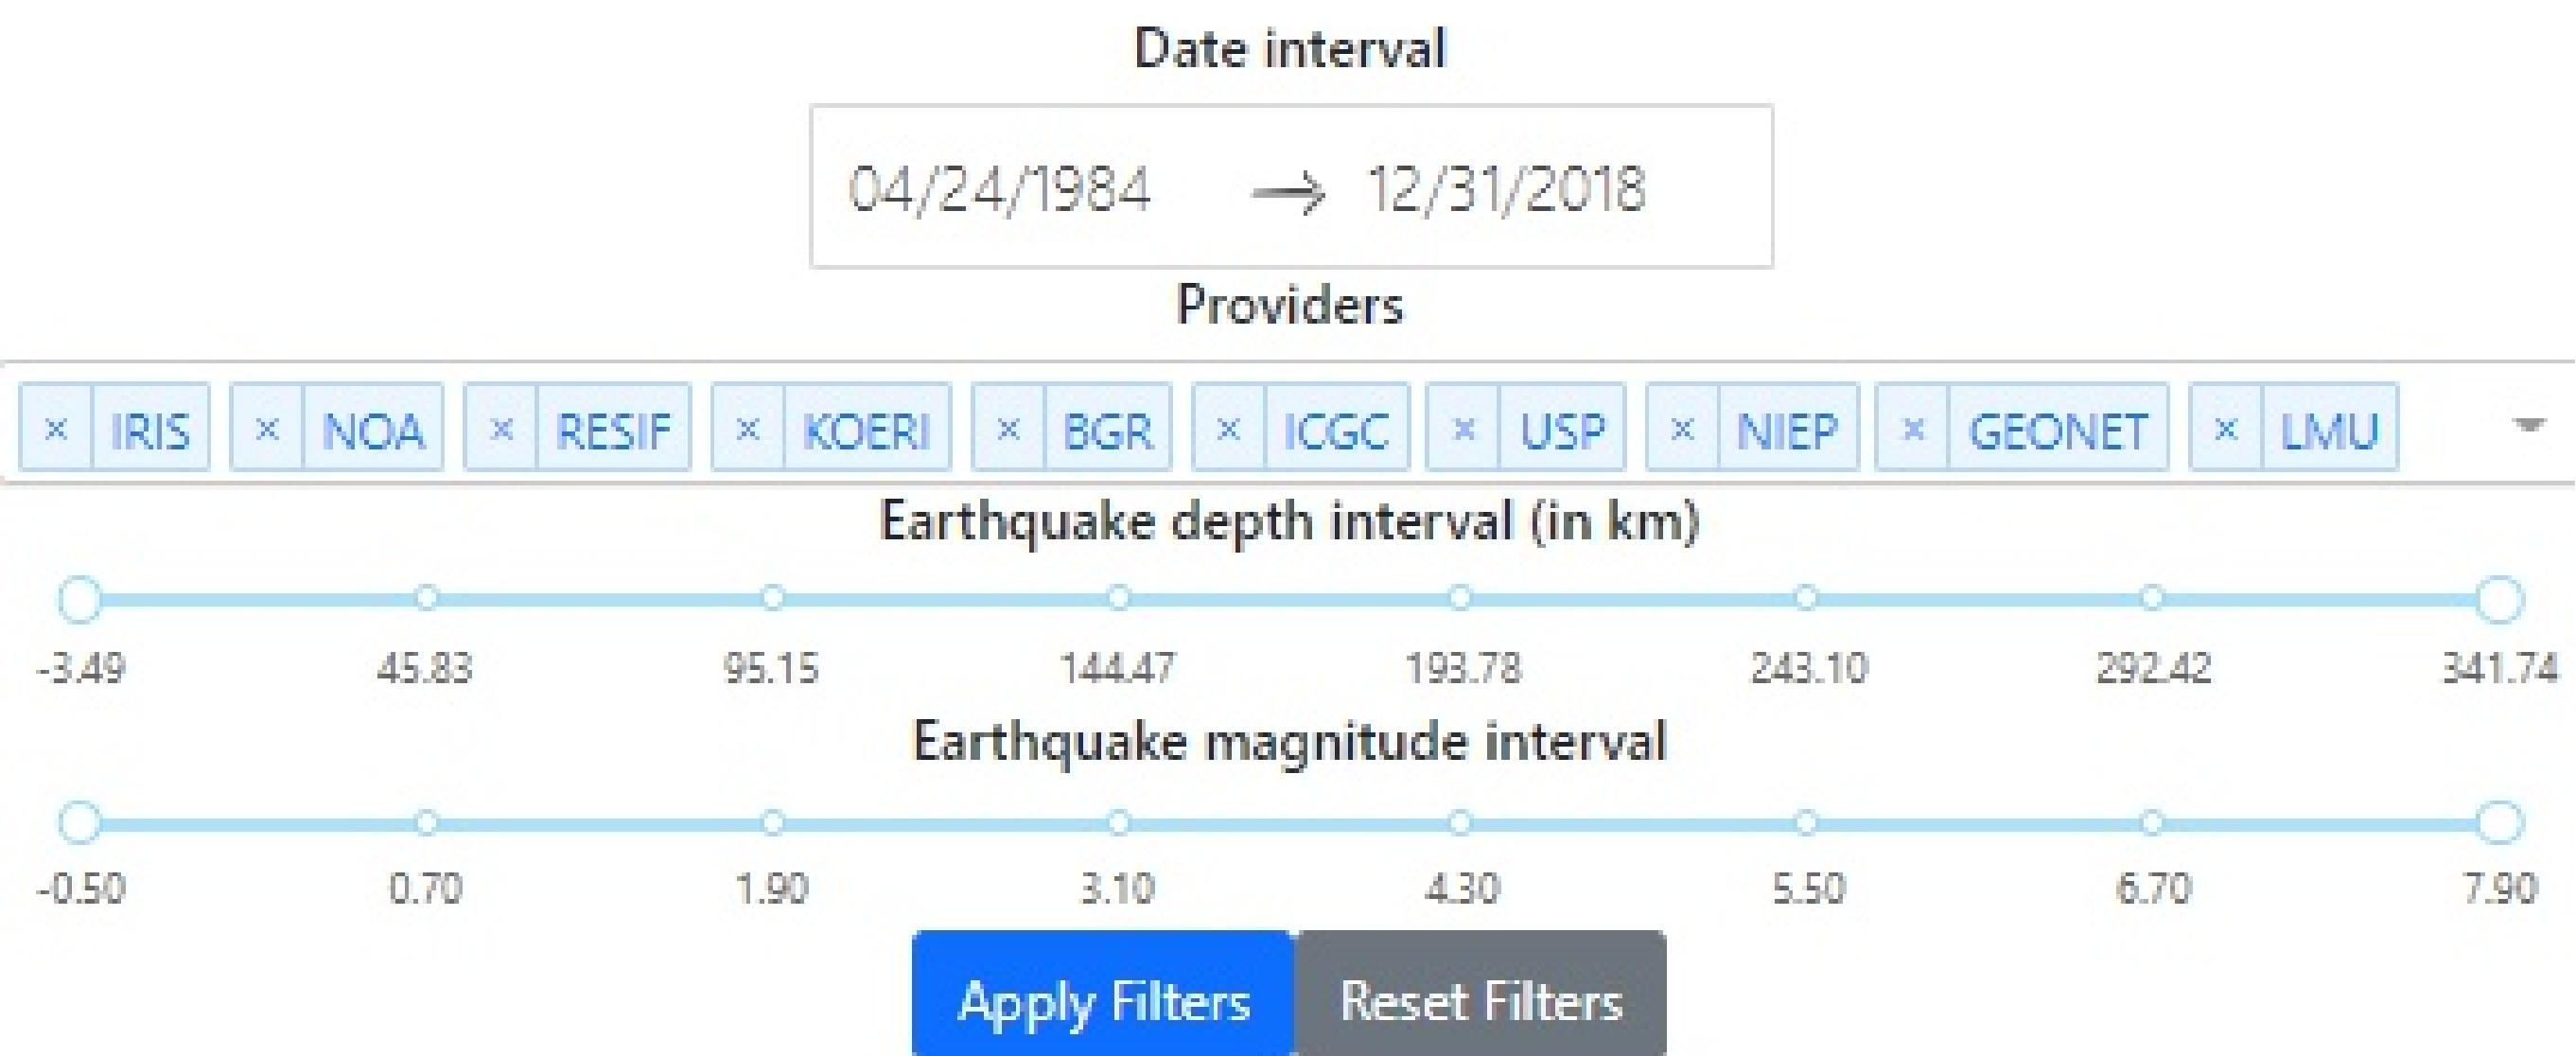 Date interval
04/24/1984 → 12/31/2018
Providers
× IRIS × NOA × RESIF × KOERI × BGR × ICGC × USP × NIEP × GEONET × LMU
Earthquake depth interval (in km)
-3.49 45.83 95.15 144.47 193.78 243.10 292.42 341.74
Earthquake magnitude interval
-0.50 0.70 1.90 3.10 4.30 5.50 6.70 7.90
Apply Filters Reset Filters